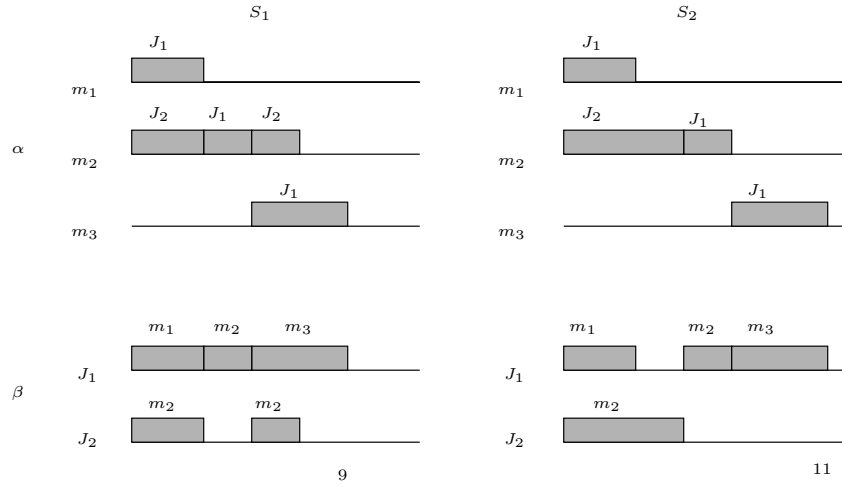 S₁ S₂
J₁ J₁
m₁ m₁
J₂ J₁ J₂ J₂ J₁
α m₂ m₂
J₁ J₁
m₃ m₃
m₁ m₂ m₃ m₁ m₂ m₃
J₁ J₁
β m₂ m₂ m₂
J₂ J₂
9 11